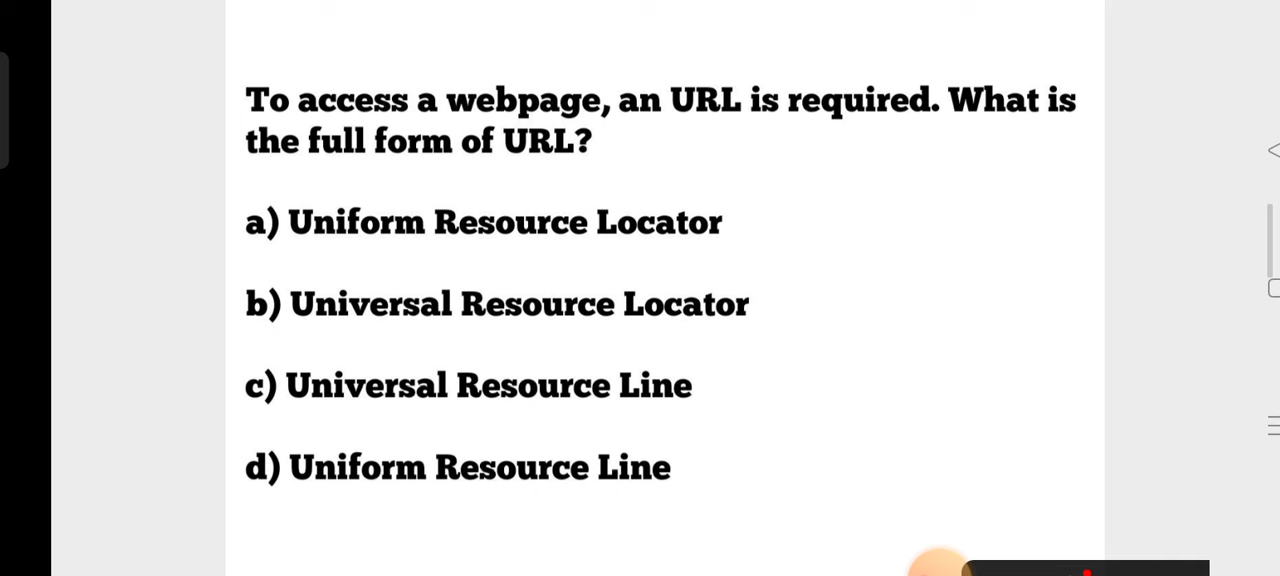 To access a webpage, an URL is required. What is
the full form of URL?
a) Uniform Resource Locator
b) Universal Resource Locator
c) Universal Resource Line
d) Uniform Resource Line